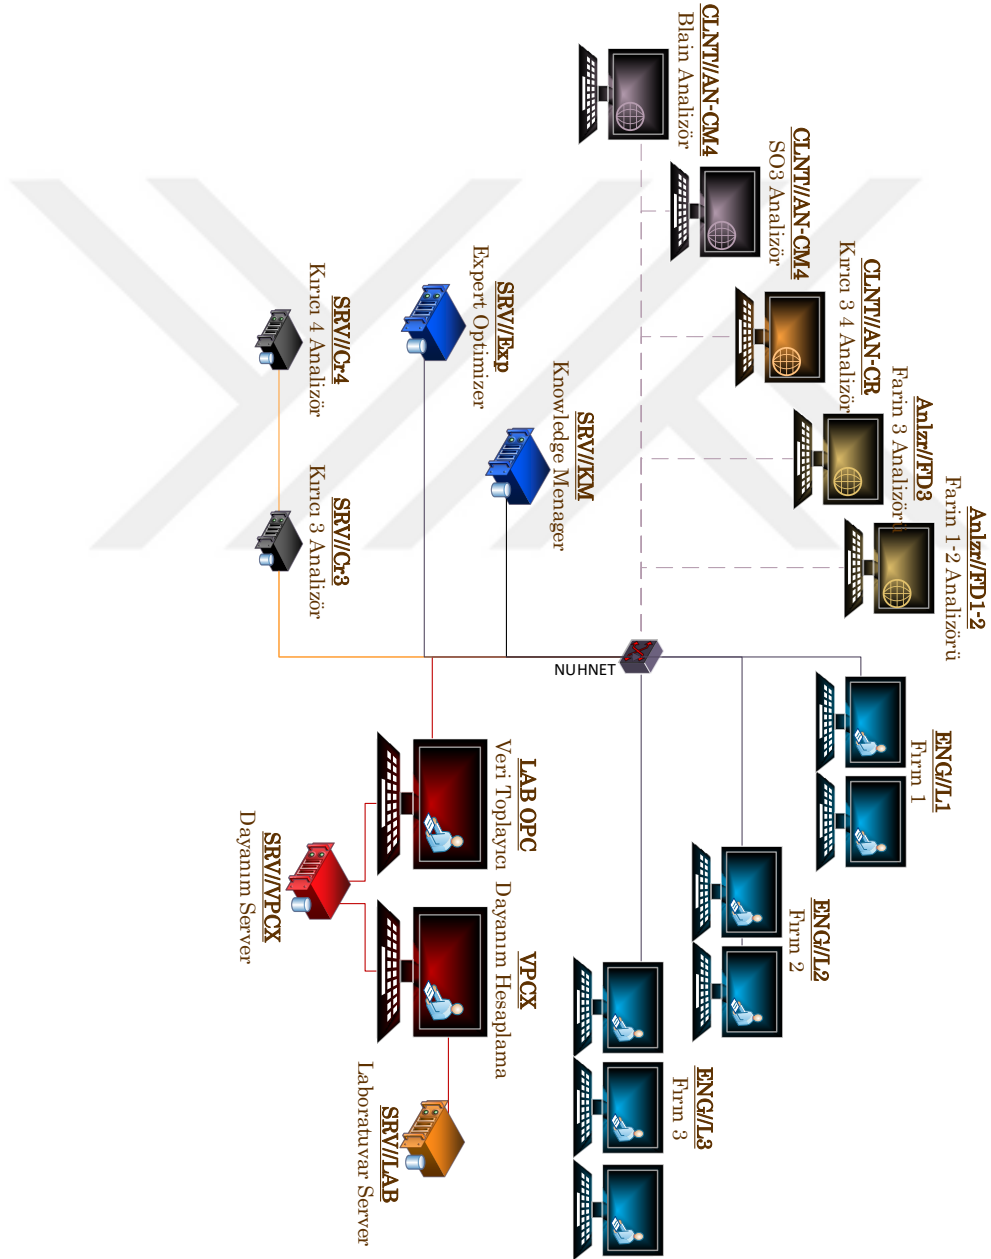 CLNT//AN-CM4
Blain Analizör
CLNT//AN-CM4
SO3 Analizör
CLNT//AN-CR
Kırıcı 3 4 Analizör
Anlzr//FD3
Farin 3 Analizörü
Anlzr//FD1-2
Farin 1-2 Analizörü
SRV//Exp
Expert Optimizer
SRV//KM
Knowledge Menager
SRV//Cr4
Kırıcı 4 Analizör
SRV//Cr3
Kırıcı 3 Analizör
NUHNET
ENG//L1
Fırın 1
ENG//L2
Fırın 2
ENG//L3
Fırın 3
LAB OPC
Veri Toplayıcı
VPCX
Dayanım Hesaplama
SRV//VPCX
Dayanım Server
SRV//LAB
Laboratuvar Server